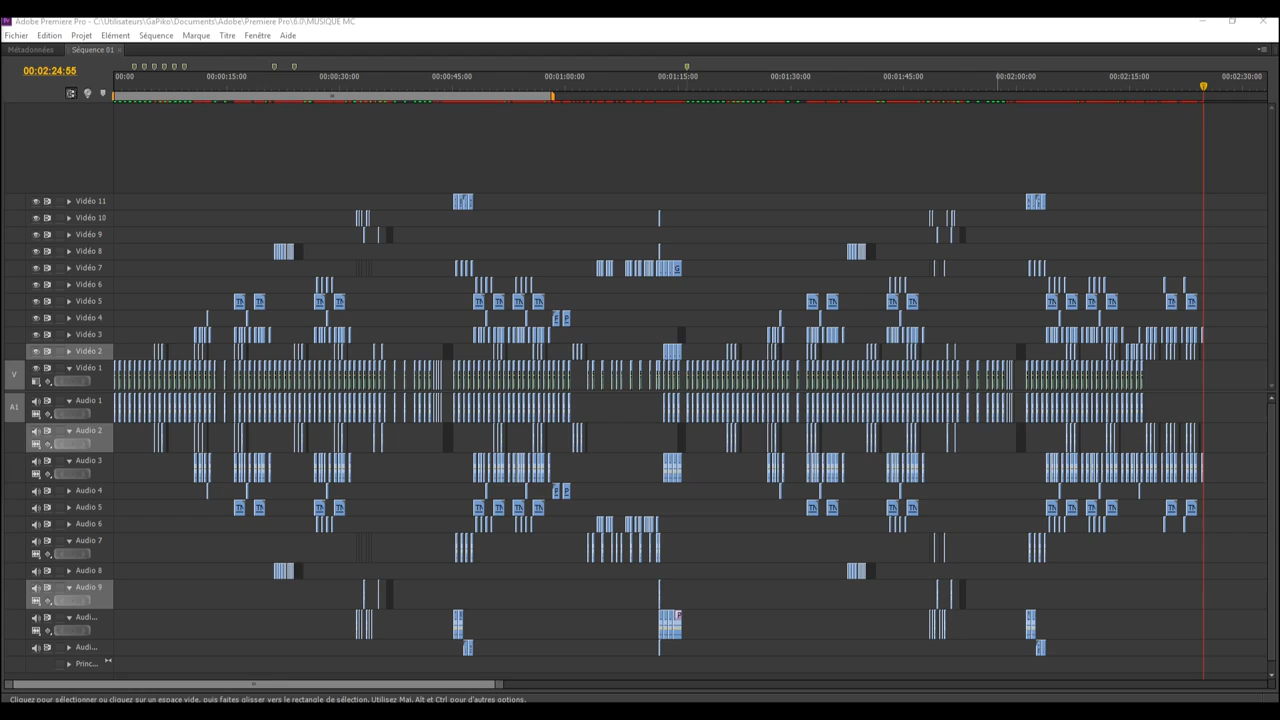 Adobe Premiere Pro - C:\Utilisateurs\GaPiko\Documents\Adobe\Premiere Pro\6.0\MUSIQUE MC
Fichier Edition Projet Elément Séquence Marque Titre Fenêtre Aide
Métadonnées Séquence 01
00:02:24:55
00:00 00:00:15:00 00:00:30:00 00:00:45:00 00:01:00:00 00:01:15:00 00:01:30:00 00:01:45:00 00:02:00:00 00:02:15:00 00:02:30:00
Vidéo 11
Vidéo 10
Vidéo 9
Vidéo 8
Vidéo 7
Vidéo 6
Vidéo 5
Vidéo 4
Vidéo 3
Vidéo 2
V Vidéo 1
A1 Audio 1
Audio 2
Audio 3
Audio 4
Audio 5
Audio 6
Audio 7
Audio 8
Audio 9
Audi...
Audi...
Princ...
Cliquez pour sélectionner ou cliquez sur un espace vide, puis faites glisser vers le rectangle de sélection. Utilisez Maj, Alt et Ctrl pour d'autres options.